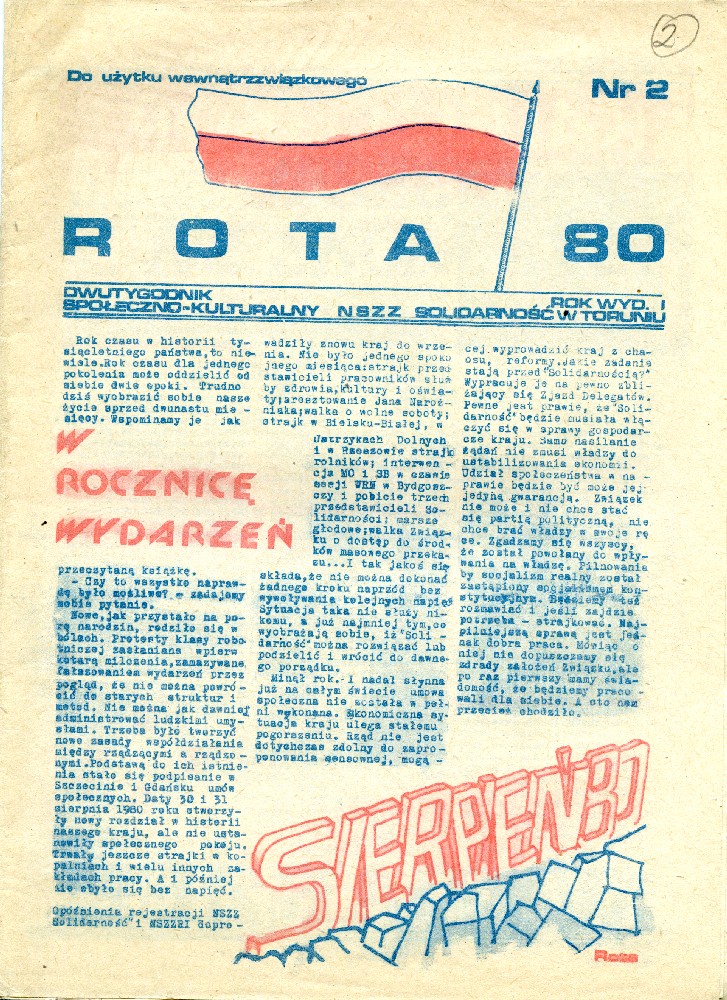 2
Do użytku wewnątrzzwiązkowego
Nr 2
ROTA 80
DWUTYGODNIK
SPOŁECZNO-KULTURALNY NSZZ SOLIDARNOŚĆ W TORUNIU
ROK WYD. I
Rok czasu w historii ty-
siącletniego państwa, to nie-
wiele. Rok czasu dla jednego
pokolenia może oddzielić od
siebie dwie epoki. Trudno
dziś wyobrazić sobie nasze
życie sprzed dwunastu mie -
sięcy. Wspominamy je jak
W
ROCZNICĘ
WYDARZEŃ
przeczytaną książkę.
- Czy to wszystko napraw-
dę było możliwe? - zadajemy
sobie pytanie.
Nowe, jak przystało na po-
rę narodzin, rodziło się w
bólach. Protesty klasy robo-
tniczej zasłaniane wpierw
kotarą milczenia, zamazywane
fałszowaniem wydarzeń przez
pogląd, że nie można powró-
cić do starych struktur i
metod. Nie można jak dawniej
administrować ludzkimi umy-
słami. Trzeba było tworzyć
nowe zasady współdziałania
między rządzącymi a rządzo-
nymi. Podstawą do ich istnie-
nia stało się podpisanie w
Szczecinie i Gdańsku umów
społecznych. Daty 30 i 31
sierpnia 1980 roku stworzy-
ły nowy rozdział w historii
naszego kraju, ale nie usta-
nowiły społecznego pokoju.
Trwały jeszcze strajki w ko-
palniach i wielu innych za-
kładach pracy. A i później
nie obyło się bez napięć.
Opóźnienia rejestracji NSZZ
Solidarność i NSZZRI dopro-
wadziły znowu kraj do wrze-
nia. Nie było jednego spoko
jnego miesiąca: strajk przed
stawicieli pracowników służ
by zdrowia, kultury i oświa-
ty; aresztowanie Jana Naroż-
niaka; walka o wolne soboty;
strajk w Bielsku-Białej, w
Ustrzykach Dolnych
i w Rzeszowie strajk
rolników; interwen -
cja MO i SB w czasie
sesji WRN w Bydgosz-
czy i pobicie trzech
przedstawicieli So-
lidarności; marsze
głodowe; walka Związ-
ku o dostęp do środ-
ków masowego przeka-
zu...I tak jakoś się
składa, że nie można dokonać
żadnego kroku naprzód bez
wywoływania kolejnych napięć
Sytuacja taka nie służy ni-
komu, a już najmniej tym, co
wyobrażają sobie, iż "Soli -
darność" można rozwiązać lub
podzielić i wrócić do dawne-
go porządku.
Minął rok. I nadal słynna
już na całym świecie umowa
społeczna nie została w peł-
ni wykonana. Ekonomiczna sy-
tuacja kraju ulega stałemu
pogorszeniu. Rząd nie jest
dotychczas zdolny do zapro-
ponowania sensownej, mogą -
cej wyprowadzić kraj z cha-
osu, reformy. Jakie zadanie
stają przed "Solidarnością?"
Wypracuje je na pewno zbli-
żający się Zjazd Delegatów.
Pewne jest prawie, że "Soli-
darność" będzie musiała włą-
czyć się w sprawy gospodar-
cze kraju. Samo nasilanie
żądań nie zmusi władzy do
ustabilizowania ekonomii.
Udział społeczeństwa w na -
prawie będzie być może jej
jedyną gwarancją. Związek
nie może i nie chce stać
się partią polityczną, nie
chce brać władzy w swoje rę
ce. Zgadzamy się wszyscy,
że został powołany do wpły-
wania na władzę. Pilnowania
by socjalizm realny został
zastąpiony socjalizmem kon-
stytucyjnym. Będziemy też
rozmawiać i jeśli zajdzie
potrzeba - strajkować. Naj-
pilniejszą sprawą jest jed-
nak dobra praca. Mówiąc o
niej nie dopuszczamy się
zdrady założeń Związku, ale
po raz pierwszy mamy świa-
domość, że będziemy praco -
wali dla siebie. A oto nam
przecież chodziło.
SIERPIEŃ 80
Rosa